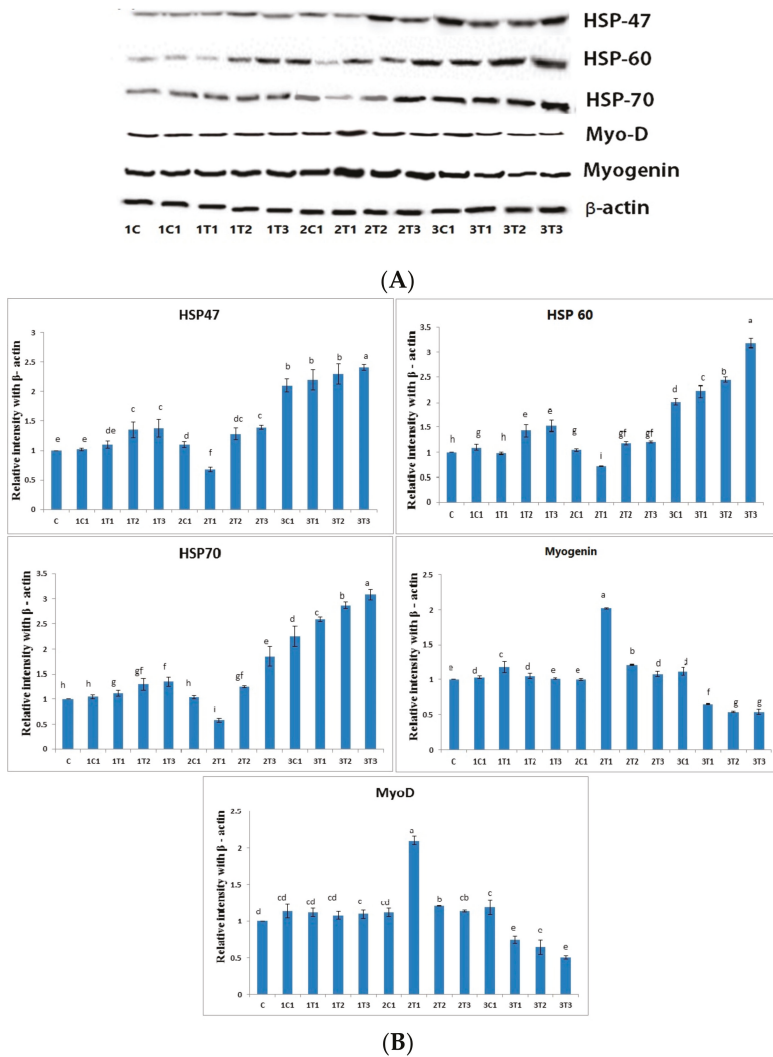 HSP-47
HSP-60
HSP-70
Myo-D
Myogenin
β-actin
1C 1C1 1T1 1T2 1T3 2C1 2T1 2T2 2T3 3C1 3T1 3T2 3T3
(A)
HSP47
Relative intensity with β- actin
3
2.5
2
1.5
1
0.5
0
e e de c c d f dc c b b b a
C 1C1 1T1 1T2 1T3 2C1 2T1 2T2 2T3 3C1 3T1 3T2 3T3
HSP 60
Relative intensity with β - actin
3.5
3
2.5
2
1.5
1
0.5
0
h g h e e g i gf gf d c b a
C 1C1 1T1 1T2 1T3 2C1 2T1 2T2 2T3 3C1 3T1 3T2 3T3
HSP70
Relative intensity with β - actin
3.5
3
2.5
2
1.5
1
0.5
0
h h g gf f h i gf e d c b a
C 1C1 1T1 1T2 1T3 2C1 2T1 2T2 2T3 3C1 3T1 3T2 3T3
Myogenin
Relative intensity with β - actin
2.5
2
1.5
1
0.5
0
e d c d e e a b d d f g g
C 1C1 1T1 1T2 1T3 2C1 2T1 2T2 2T3 3C1 3T1 3T2 3T3
MyoD
Relative intensity with β - actin
2.5
2
1.5
1
0.5
0
d cd cd cd c cd a b cb c e e
C 1C1 1T1 1T2 1T3 2C1 2T1 2T2 2T3 3C1 3T1 3T2 3T3
(B)